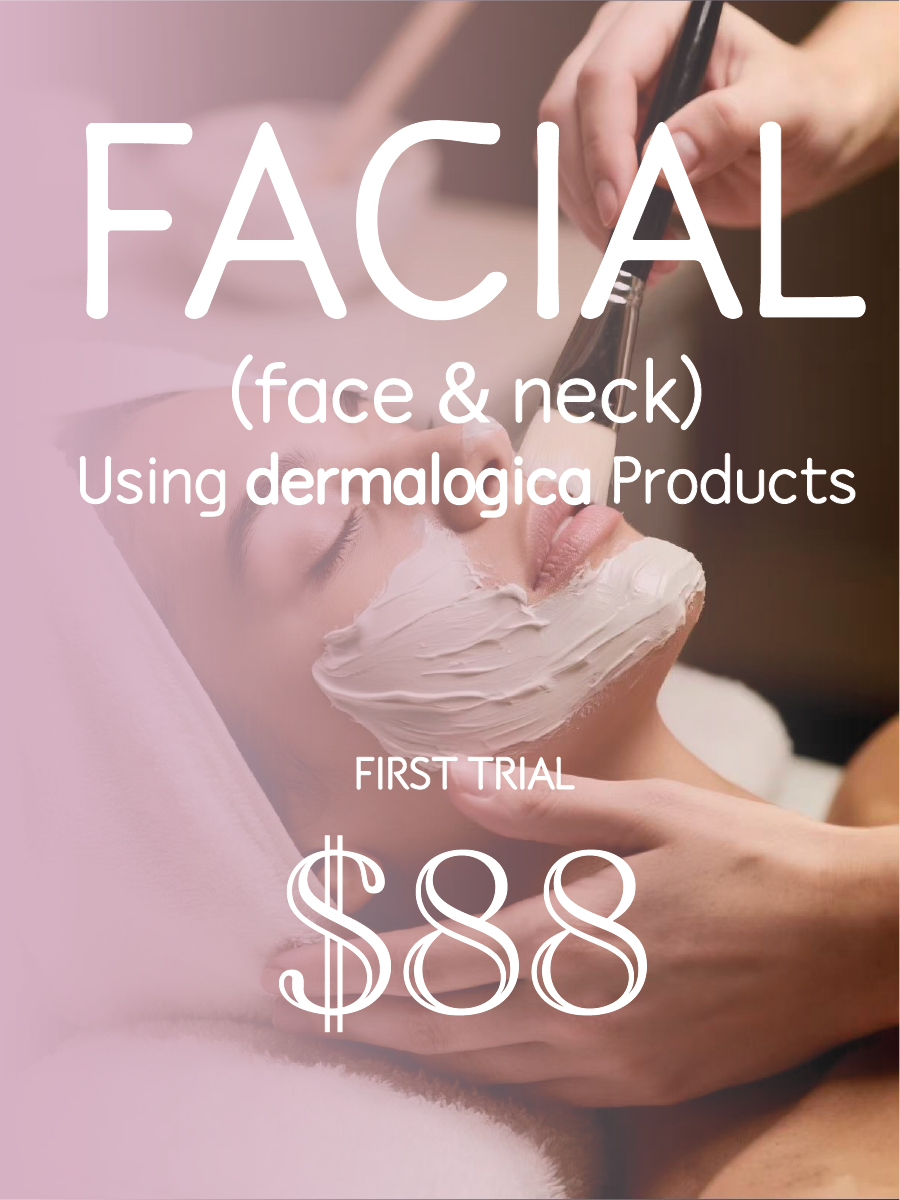 FACIAL
(face & neck)
Using dermalogica Products
FIRST TRIAL
$88